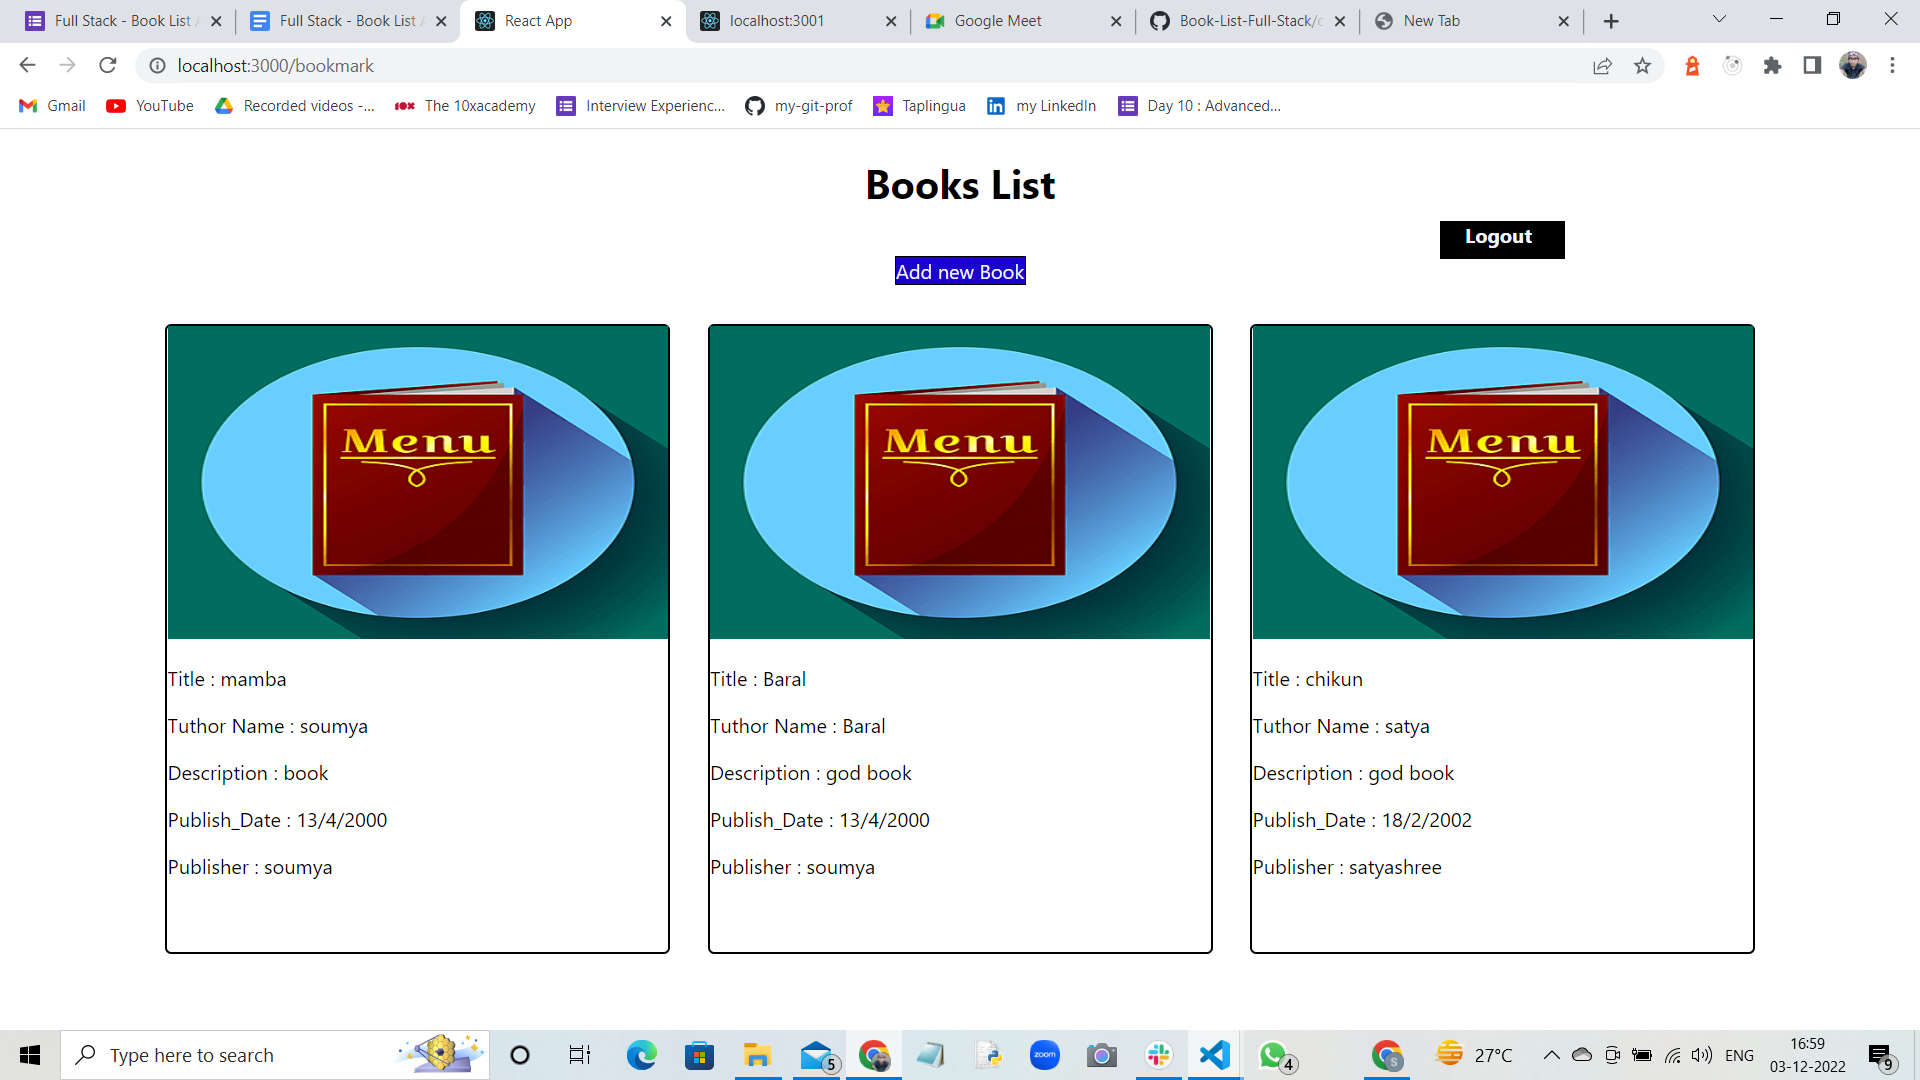 Full Stack - Book List A
Full Stack - Book List A
React App
localhost:3001
Google Meet
Book-List-Full-Stack/c
New Tab
localhost:3000/bookmark
Gmail
YouTube
Recorded videos -...
The 10xacademy
Interview Experienc...
my-git-prof
Taplingua
my LinkedIn
Day 10 : Advanced...
Books List
Logout
Add new Book
Menu
Menu
Menu
Title : mamba
Tuthor Name : soumya
Description : book
Publish_Date : 13/4/2000
Publisher : soumya
Title : Baral
Tuthor Name : Baral
Description : god book
Publish_Date : 13/4/2000
Publisher : soumya
Title : chikun
Tuthor Name : satya
Description : god book
Publish_Date : 18/2/2002
Publisher : satyashree
Type here to search
5
zoom
4
S
27°C
ENG
16:59
03-12-2022
9